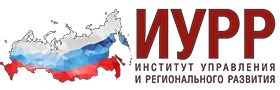 ИУРР
ИНСТИТУТ УПРАВЛЕНИЯ
И РЕГИОНАЛЬНОГО РАЗВИТИЯ